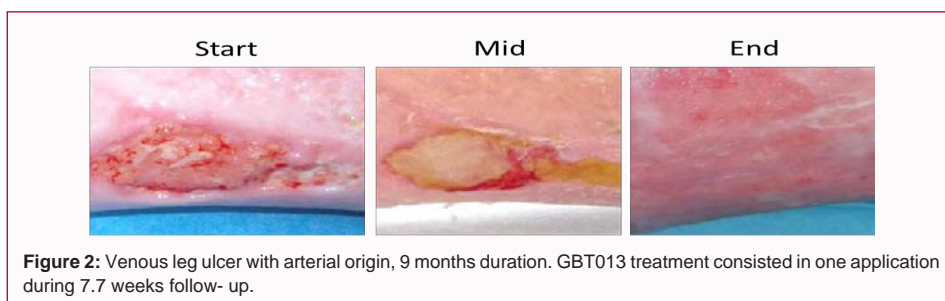 Start Mid End
Figure 2: Venous leg ulcer with arterial origin, 9 months duration. GBT013 treatment consisted in one application
during 7.7 weeks follow- up.